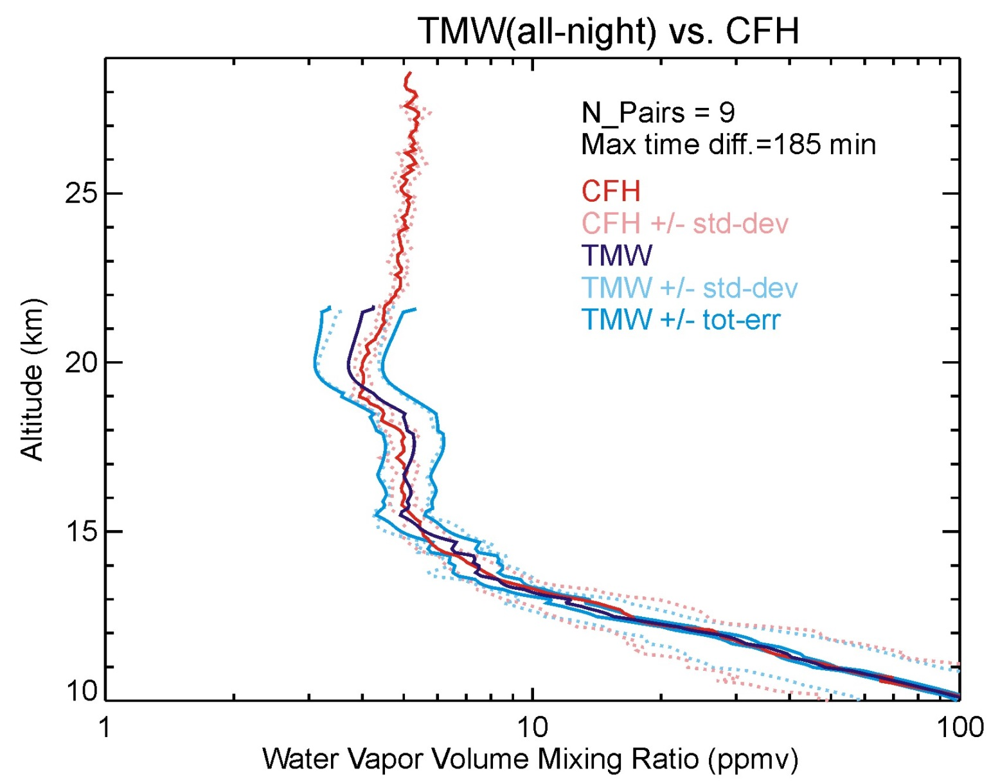 TMW(all-night) vs. CFH
N_Pairs = 9
Max time diff.=185 min
CFH
CFH +/- std-dev
TMW
TMW +/- std-dev
TMW +/- tot-err
25
20
15
10
Altitude (km)
1 10 100
Water Vapor Volume Mixing Ratio (ppmv)